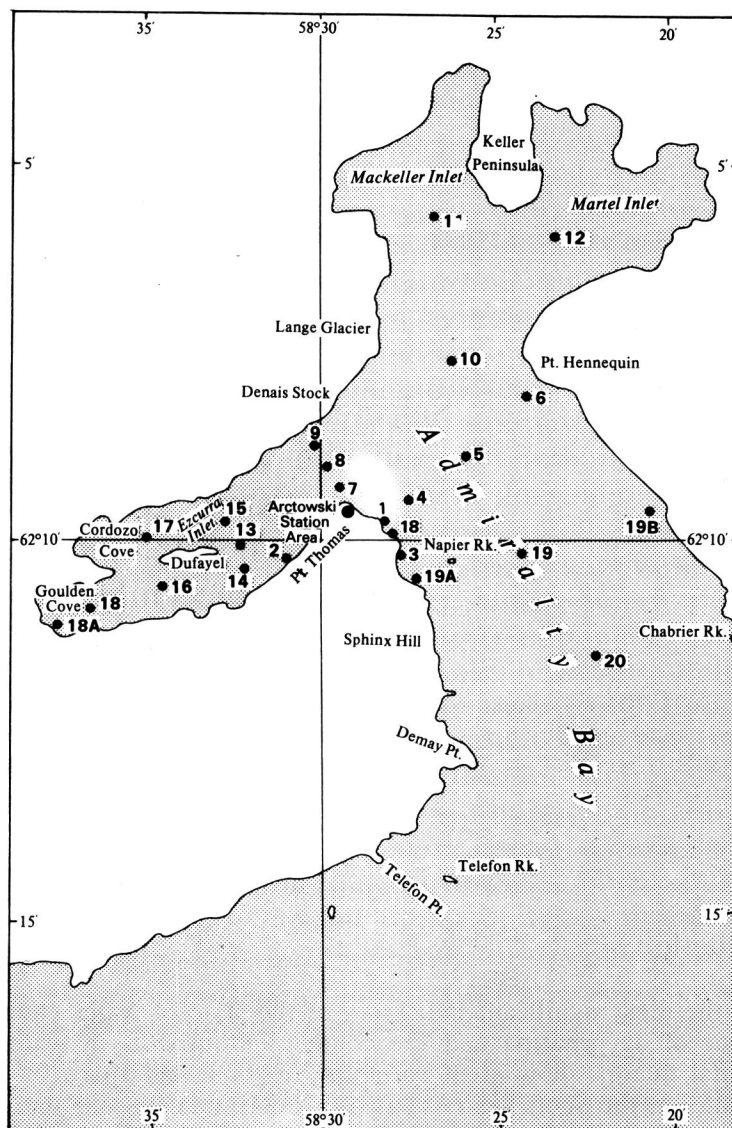 35′
58°30′
25′
20′
5′
Keller
Peninsula
5′
Mackeller Inlet
Martel Inlet
11
12
Lange Glacier
10
Pt. Hennequin
Denais Stock
6
9
Admiralty
Bay
8
5
7
4
Ezcurra
Inlet
15
Arctowski
Station
Area
1
19B
Cordozo
Cove
17
13
18
62°10′
62°10′
Napier Rk.
19
Dufayel
2
Pt. Thomas
3
14
16
19A
Goulden
Cove
18
18A
Sphinx Hill
Chabrier Rk.
20
Demay Pt.
Telefon Rk.
Telefon Pt.
15′
15′
35′
58°30′
25′
20′